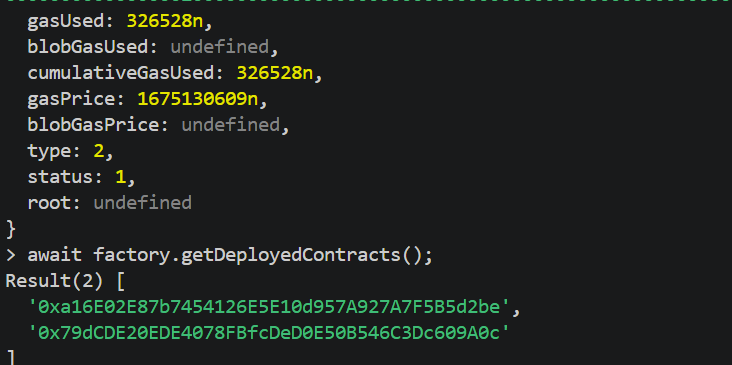 gasUsed: 326528n,
blobGasUsed: undefined,
cumulativeGasUsed: 326528n,
gasPrice: 1675130609n,
blobGasPrice: undefined,
type: 2,
status: 1,
root: undefined
}
> await factory.getDeployedContracts();
Result(2) [
'0xa16E02E87b7454126E5E10d957A927A7F5B5d2be',
'0x79dCDE20EDE4078FBfcDeD0E50B546C3Dc609A0c'
]